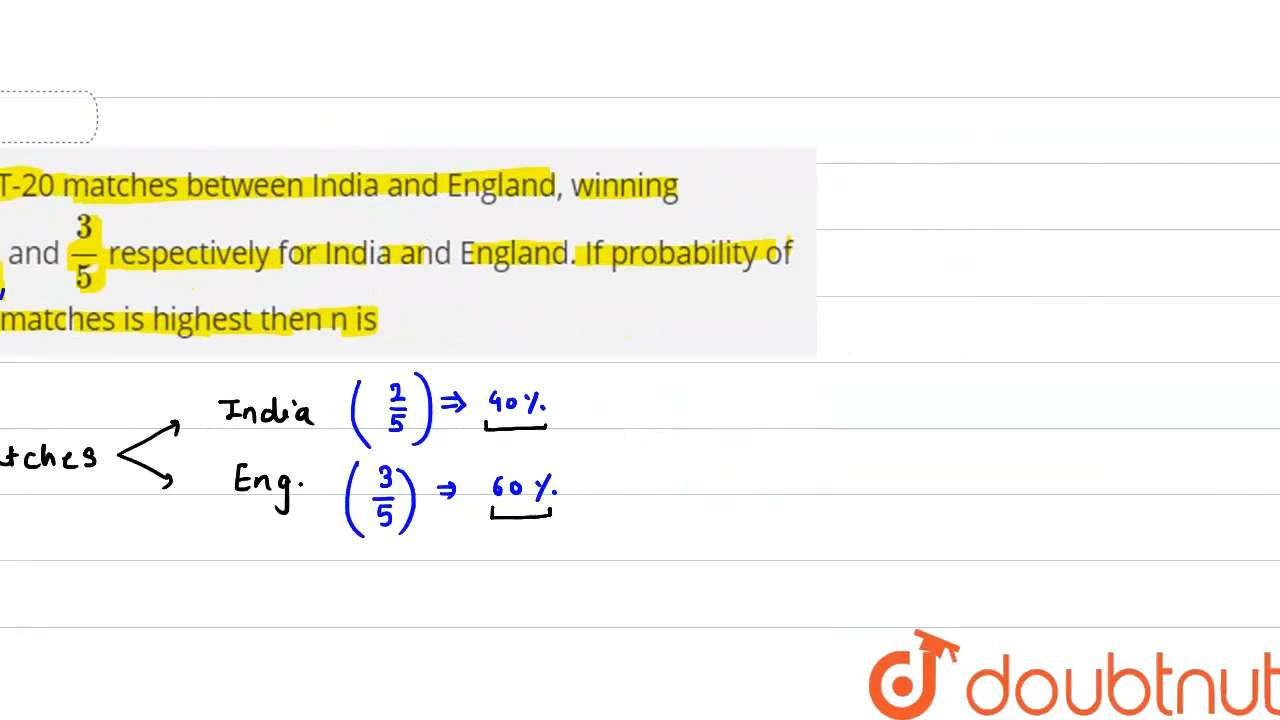 T-20 matches between India and England, winning
and 3/5 respectively for India and England. If probability of
matches is highest then n is
India (2/5) ⇒ 40%.
tches
Eng. (3/5) ⇒ 60%.
doubtnut